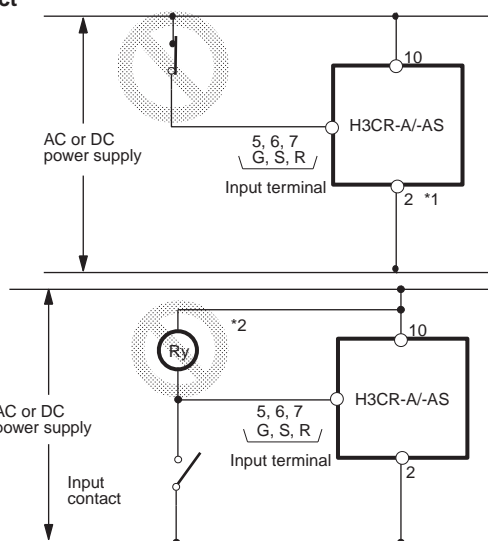 ct
10
H3CR-A/-AS
AC or DC
power supply
5, 6, 7
G, S, R
Input terminal
2 *1
*2
10
Ry
H3CR-A/-AS
AC or DC
power supply
5, 6, 7
G, S, R
Input terminal
2
Input
contact